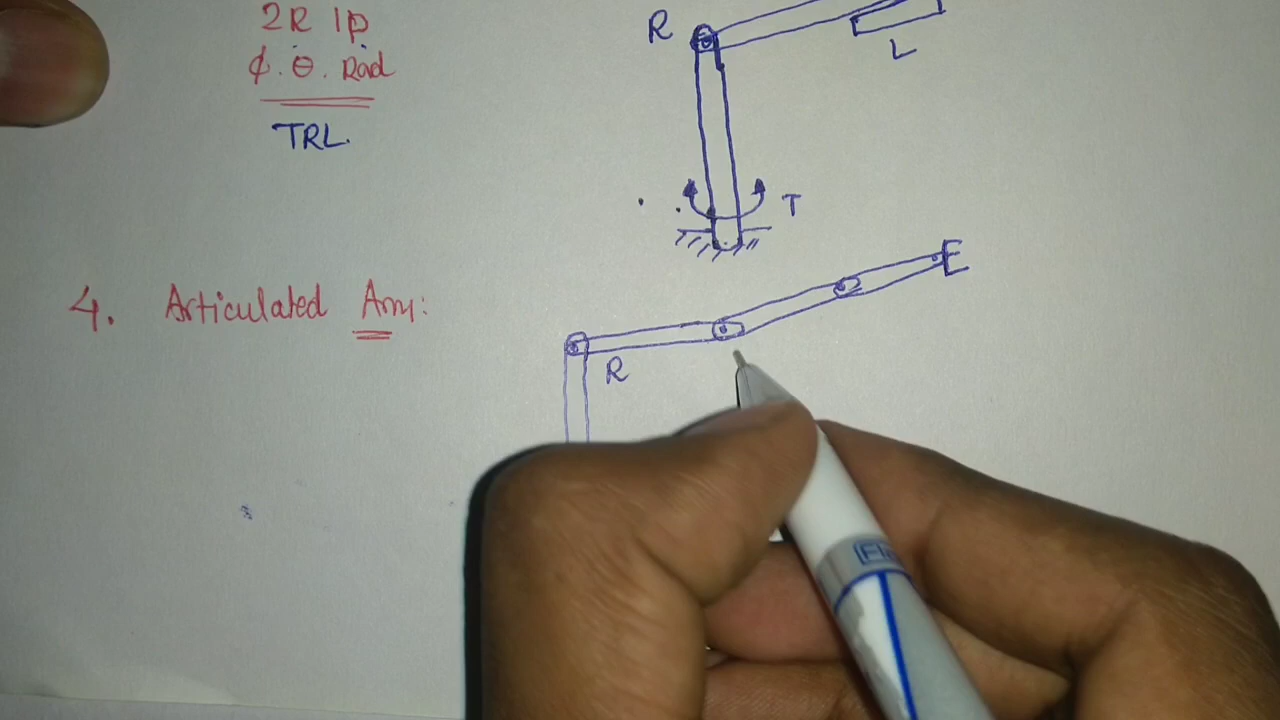 2R 1p
R
ϕ. θ. Rad
L
TRL.
T
4. Articulated Arm:
R